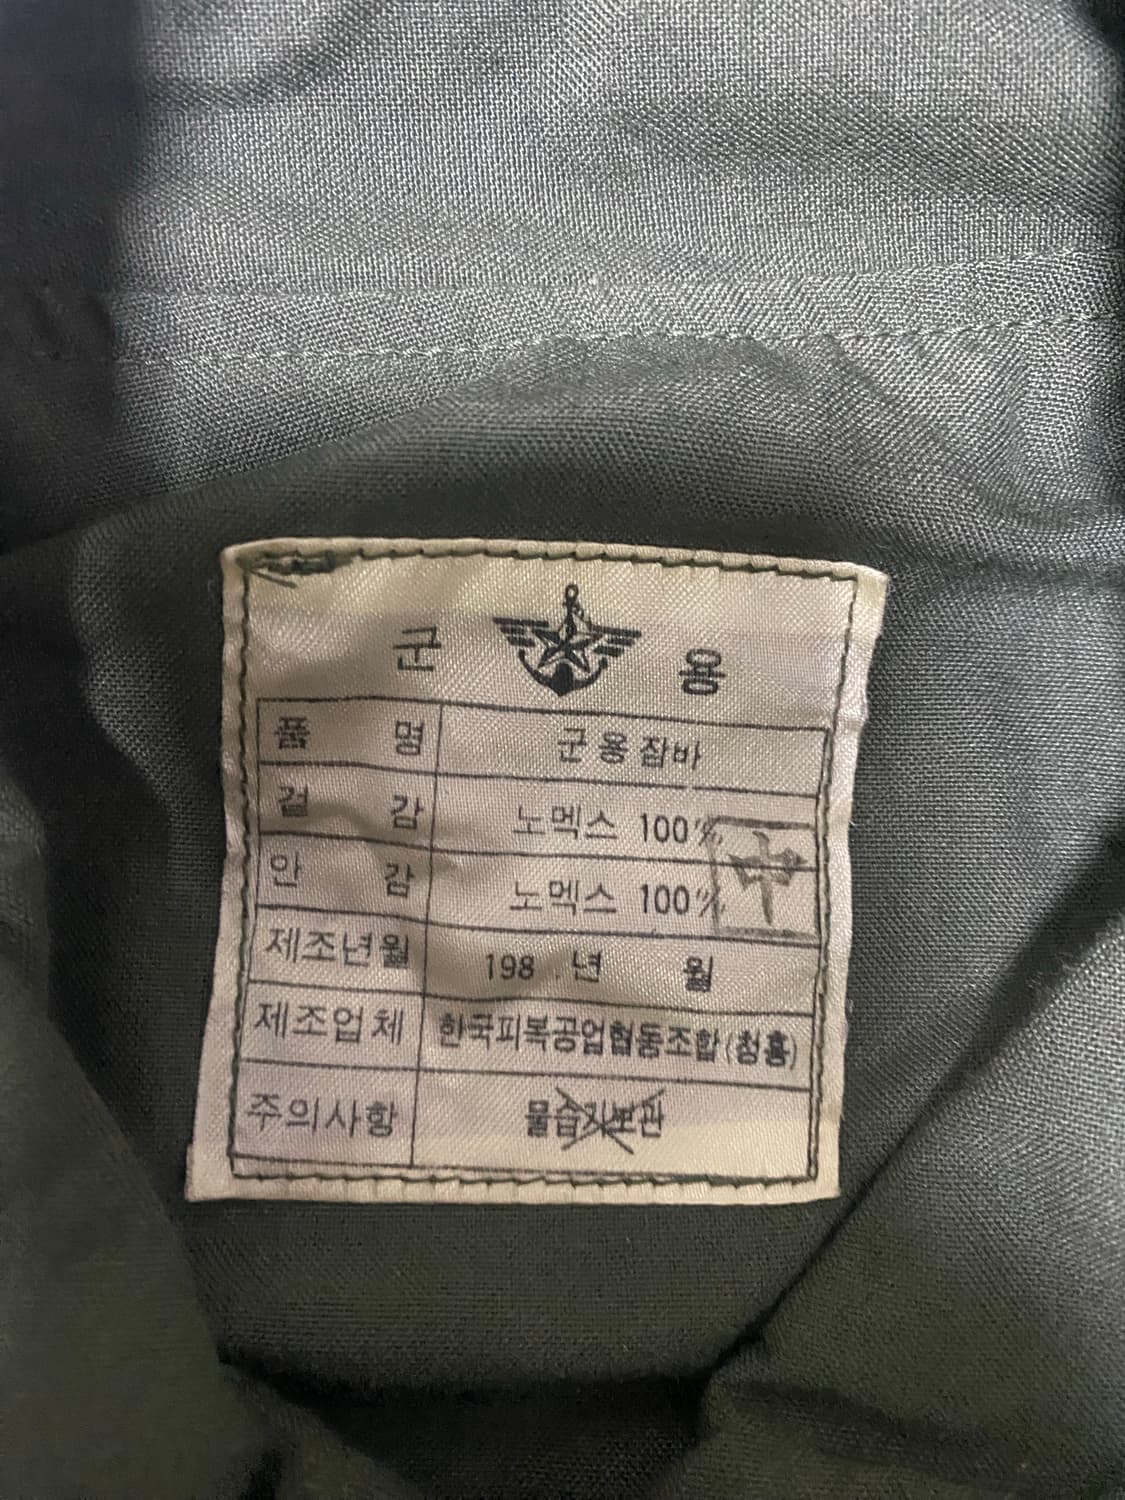 군 용
품 명 군용잠바
겉 감 노멕스 100%
안 감 노멕스 100%
中
제조년월 198 년 월
제조업체 한국피복공업협동조합(청흥)
주의사항 물습기보관